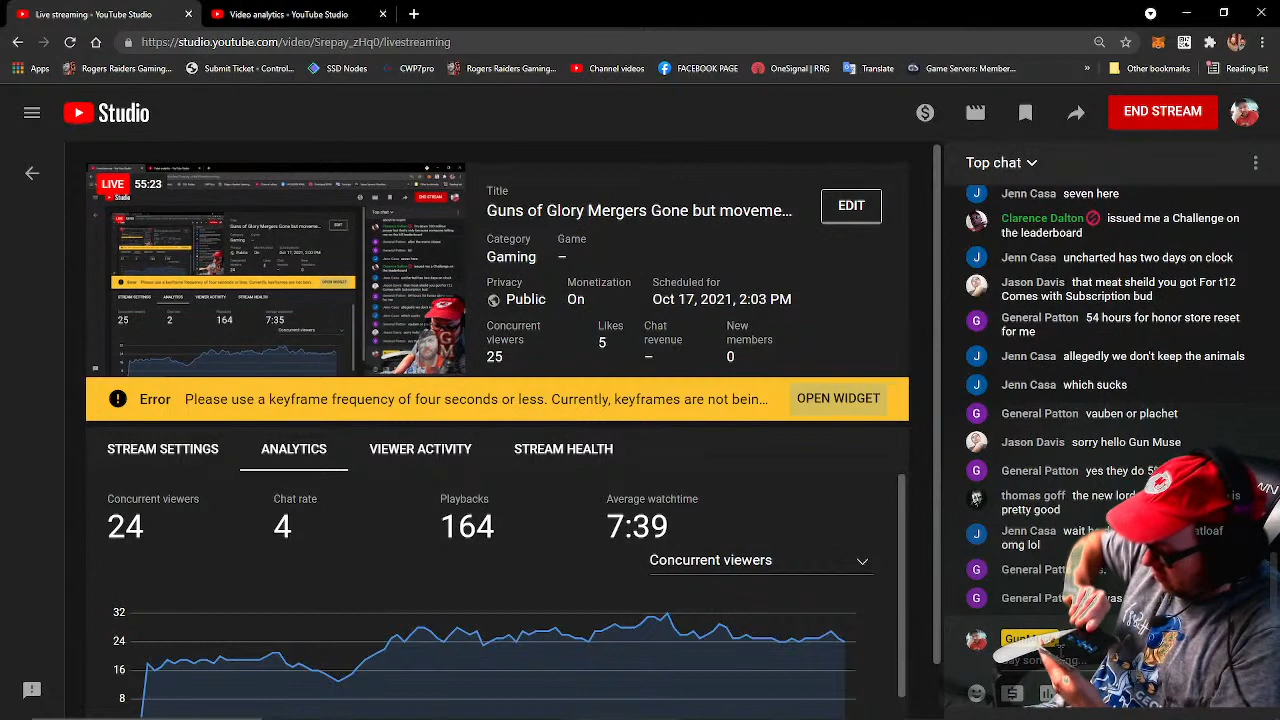 Live streaming - YouTube Studio
Video analytics - YouTube Studio
https://studio.youtube.com/video/Srepay_zHq0/livestreaming
Apps
Rogers Raiders Gaming...
Submit Ticket • Control...
SSD Nodes
CWP7pro
Rogers Raiders Gaming...
Channel videos
FACEBOOK PAGE
OneSignal | RRG
Translate
Game Servers: Member...
»
Other bookmarks
Reading list
Studio
END STREAM
LIVE 55:23
Title
Guns of Glory Mergers Gone but moveme...
EDIT
Category
Gaming
Game
–
Privacy
Public
Monetization
On
Scheduled for
Oct 17, 2021, 2:03 PM
Concurrent
viewers
25
Likes
5
Chat
revenue
–
New
members
0
Error Please use a keyframe frequency of four seconds or less. Currently, keyframes are not bein...
OPEN WIDGET
STREAM SETTINGS
ANALYTICS
VIEWER ACTIVITY
STREAM HEALTH
Concurrent viewers
24
Chat rate
4
Playbacks
164
Average watchtime
7:39
Concurrent viewers
32
24
16
8
Top chat
Jenn Casa seven here
Clarence Dalton issued me a Challenge on
the leaderboard
Jenn Casa author3rd has two days on clock
Jason Davis that most sheild you got For t12
Comes with Subscription bxd
General Patton 54 hours for honor store reset
for me
Jenn Casa allegedly we don't keep the animals
Jenn Casa which sucks
General Patton vauben or plachet
Jason Davis sorry hello Gun Muse
General Patton yes they do
thomas goff the new lord is
pretty good
Jenn Casa wait
omg lol
General
General Pat